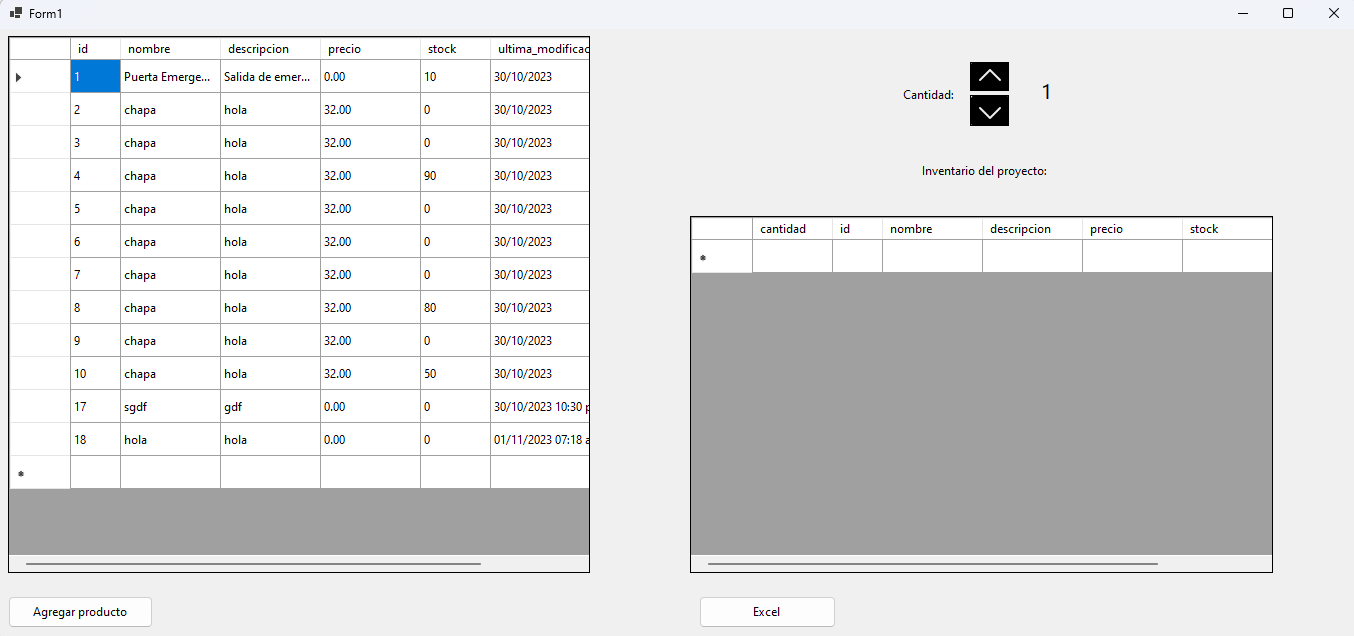 Form1
id nombre descripcion precio stock ultima_modificac
1 Puerta Emerge... Salida de emer... 0.00 10 30/10/2023
2 chapa hola 32.00 0 30/10/2023
3 chapa hola 32.00 0 30/10/2023
4 chapa hola 32.00 90 30/10/2023
5 chapa hola 32.00 0 30/10/2023
6 chapa hola 32.00 0 30/10/2023
7 chapa hola 32.00 0 30/10/2023
8 chapa hola 32.00 80 30/10/2023
9 chapa hola 32.00 0 30/10/2023
10 chapa hola 32.00 50 30/10/2023
17 sgdf gdf 0.00 0 30/10/2023 10:30 p
18 hola hola 0.00 0 01/11/2023 07:18 a
Agregar producto
Cantidad: 1
Inventario del proyecto:
cantidad id nombre descripcion precio stock
Excel